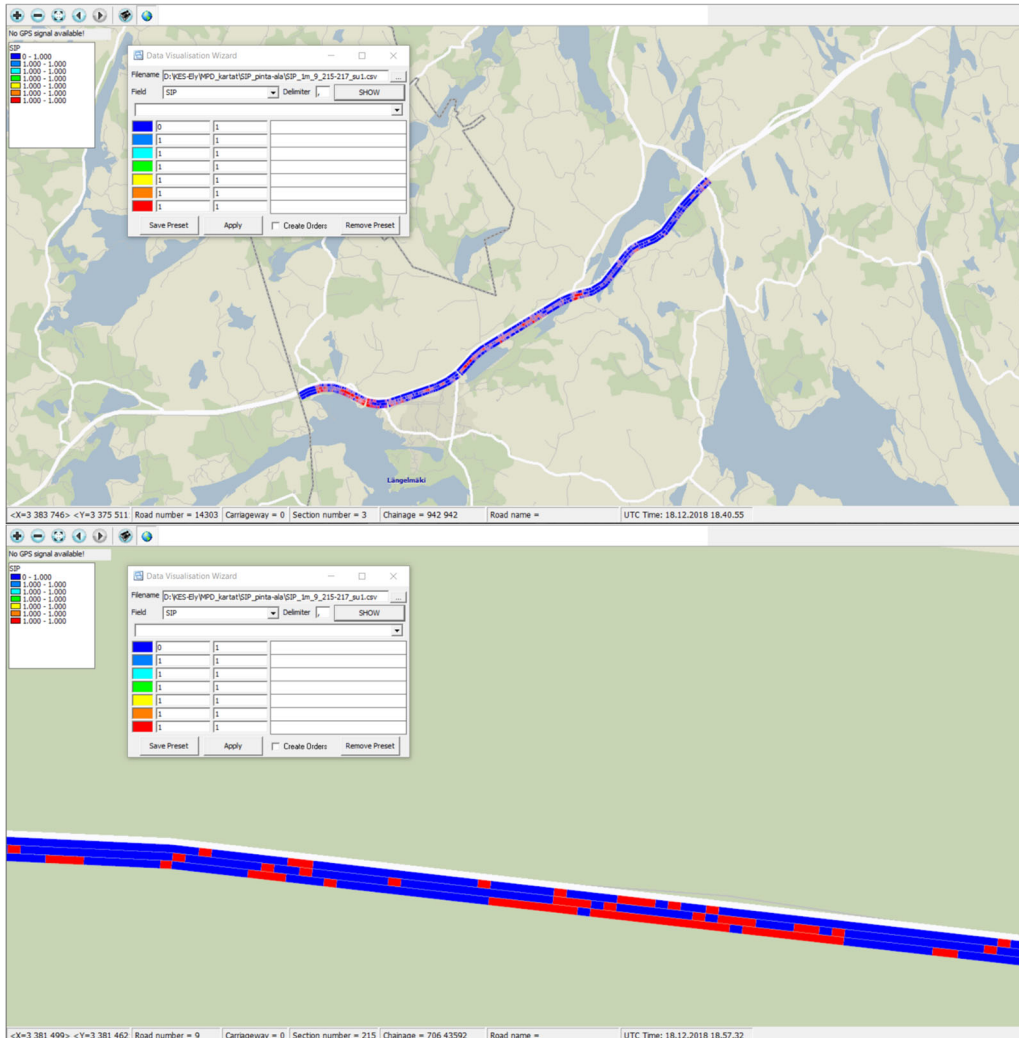 No GPS signal available!
SIP
0 - 1.000
1.000 - 1.000
1.000 - 1.000
1.000 - 1.000
1.000 - 1.000
1.000 - 1.000
1.000 - 1.000
Data Visualisation Wizard
Filename D:\KES-Ely\MPD_kartat\SIP_pinta-ala\SIP_1m_9_215-217_su1.csv ...
Field SIP Delimiter , SHOW
0 1
1 1
1 1
1 1
1 1
1 1
1 1
Save Preset Apply Create Orders Remove Preset
Längelmäki
<X=3 383 746> <Y=3 375 511 Road number = 14303 Carriageway = 0 Section number = 3 Chainage = 942 942 Road name = UTC Time: 18.12.2018 18.40.55
No GPS signal available!
SIP
0 - 1.000
1.000 - 1.000
1.000 - 1.000
1.000 - 1.000
1.000 - 1.000
1.000 - 1.000
1.000 - 1.000
Data Visualisation Wizard
Filename D:\KES-Ely\MPD_kartat\SIP_pinta-ala\SIP_1m_9_215-217_su1.csv ...
Field SIP Delimiter , SHOW
0 1
1 1
1 1
1 1
1 1
1 1
1 1
Save Preset Apply Create Orders Remove Preset
<X=3 381 499> <Y=3 381 462 Road number = 9 Carriageway = 0 Section number = 215 Chainage = 706 43592 Road name = UTC Time: 18.12.2018 18.57.32